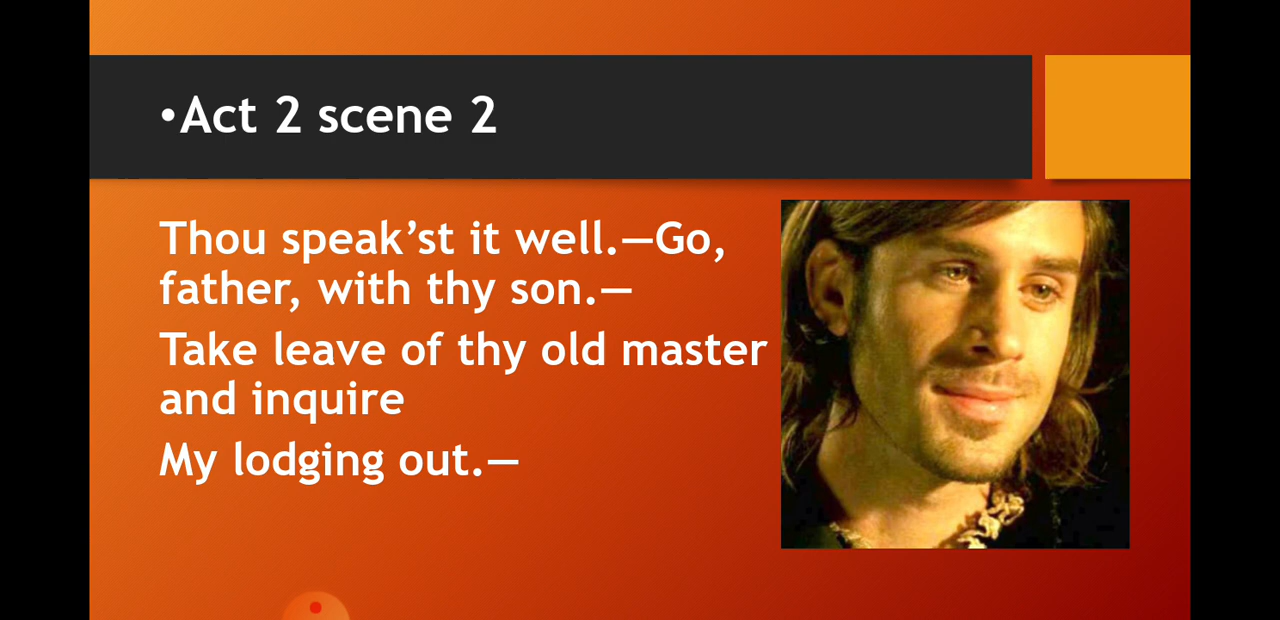 •Act 2 scene 2
Thou speak’st it well.—Go,
father, with thy son.—
Take leave of thy old master
and inquire
My lodging out.—